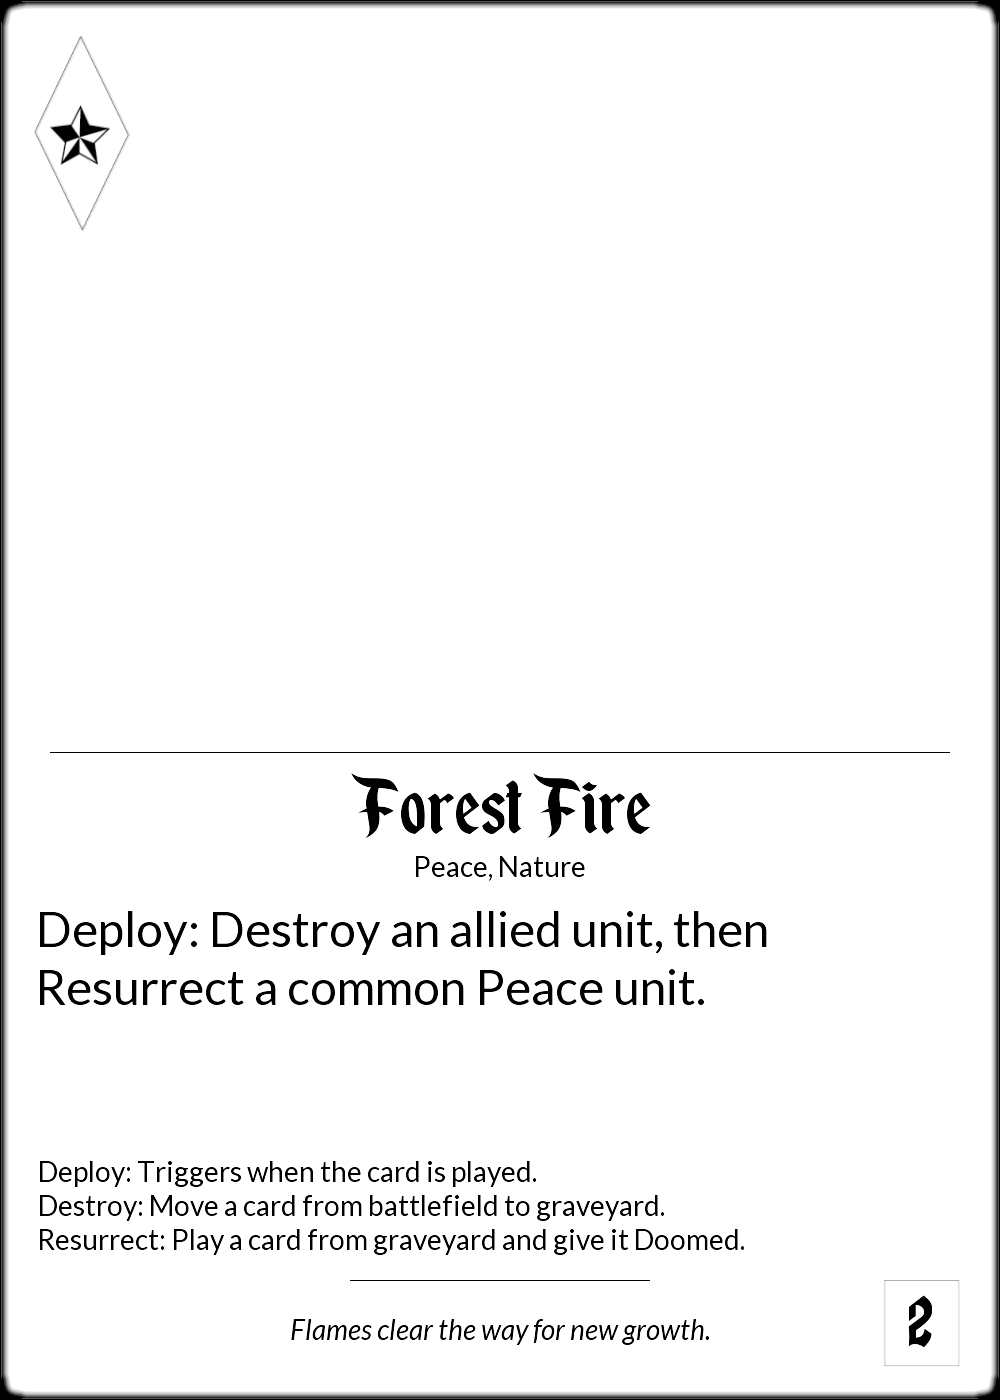 Forest Fire
Peace, Nature
Deploy: Destroy an allied unit, then
Resurrect a common Peace unit.
Deploy: Triggers when the card is played.
Destroy: Move a card from battlefield to graveyard.
Resurrect: Play a card from graveyard and give it Doomed.
Flames clear the way for new growth.
2